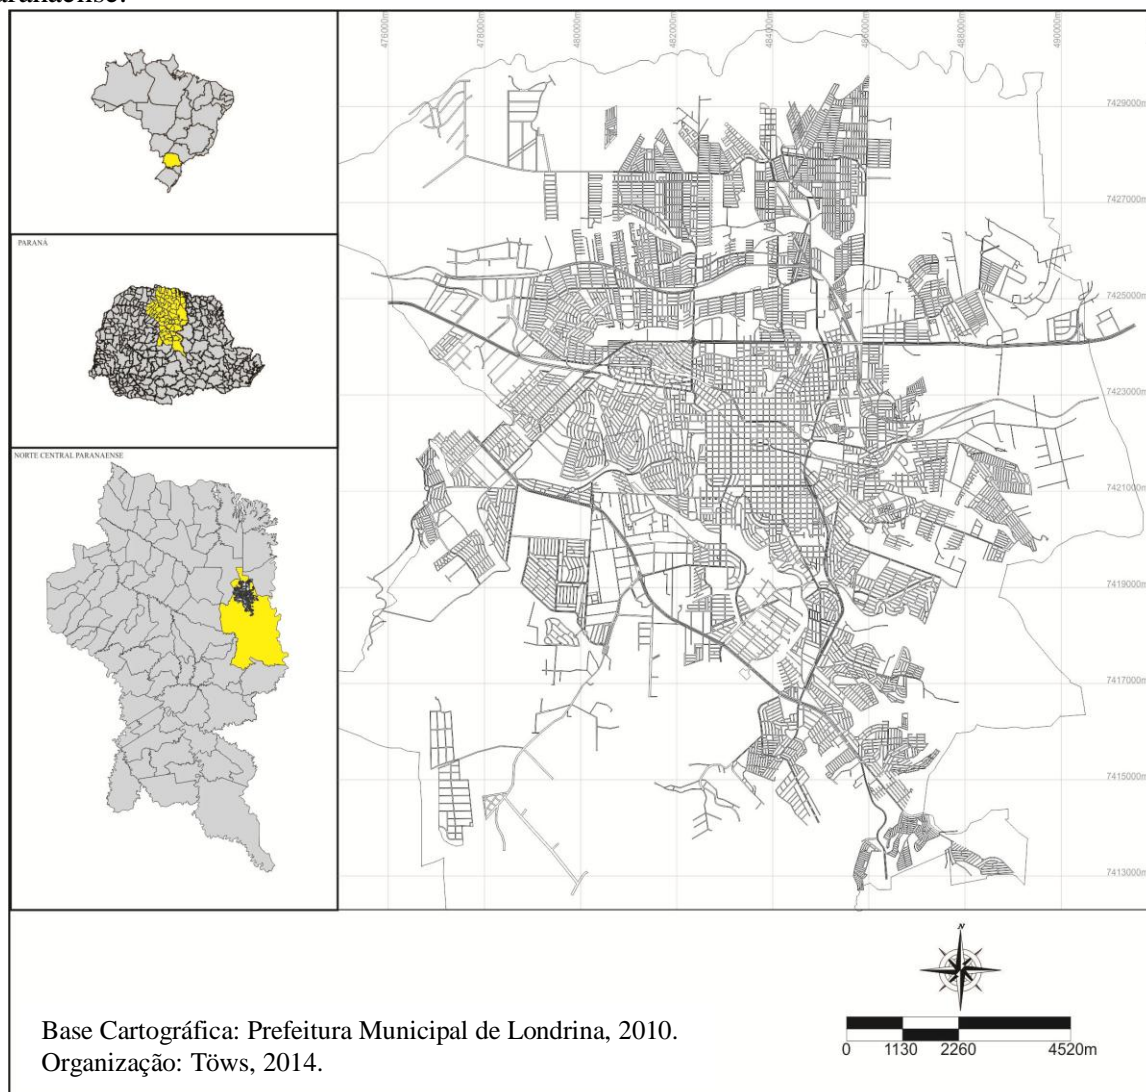 aranaense.
476000m 478000m 480000m 482000m 484000m 486000m 488000m 490000m
7429000m
7427000m
PARANÁ
7425000m
7423000m
NORTE CENTRAL PARANAENSE
7421000m
7419000m
7417000m
7415000m
7413000m
N
Base Cartográfica: Prefeitura Municipal de Londrina, 2010.
Organização: Töws, 2014.
0 1130 2260 4520m